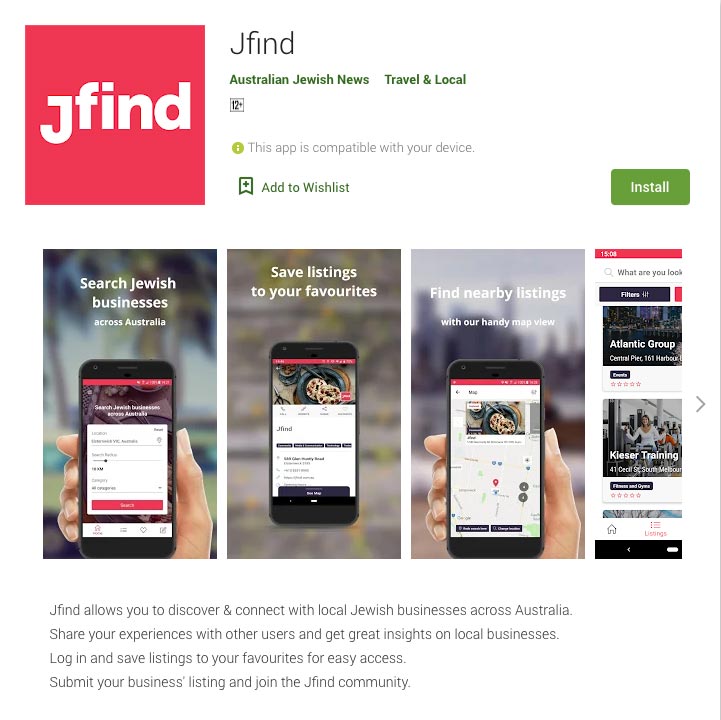 Jfind
Jfind
Australian Jewish News Travel & Local
12+
This app is compatible with your device.
Add to Wishlist
Install
Search Jewish
businesses
across Australia
Search Jewish businesses
across Australia
Reset
Location
Elsternwick VIC, Australia
Search Radius
10 KM
Category
All categories
Search
Home
Save listings
to your favourites
Jfind
See Map
Find nearby listings
with our handy map view
Map
15:08
What are you look
Filters
Atlantic Group
Central Pier, 161 Harbour E
Events
Kieser Training
41 Cecil St, South Melbour
Fitness and Gyms
Listings
Jfind allows you to discover & connect with local Jewish businesses across Australia.
Share your experiences with other users and get great insights on local businesses.
Log in and save listings to your favourites for easy access.
Submit your business' listing and join the Jfind community.